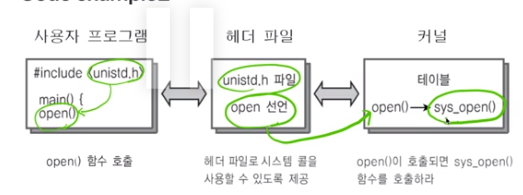 사용자 프로그램
#include <unistd.h>
main() {
open()
open() 함수 호출
헤더 파일
unistd.h 파일
open 선언
헤더 파일로 시스템 콜을
사용할 수 있도록 제공
커널
테이블
open() → sys_open()
open()이 호출되면 sys_open()
함수를 호출하라